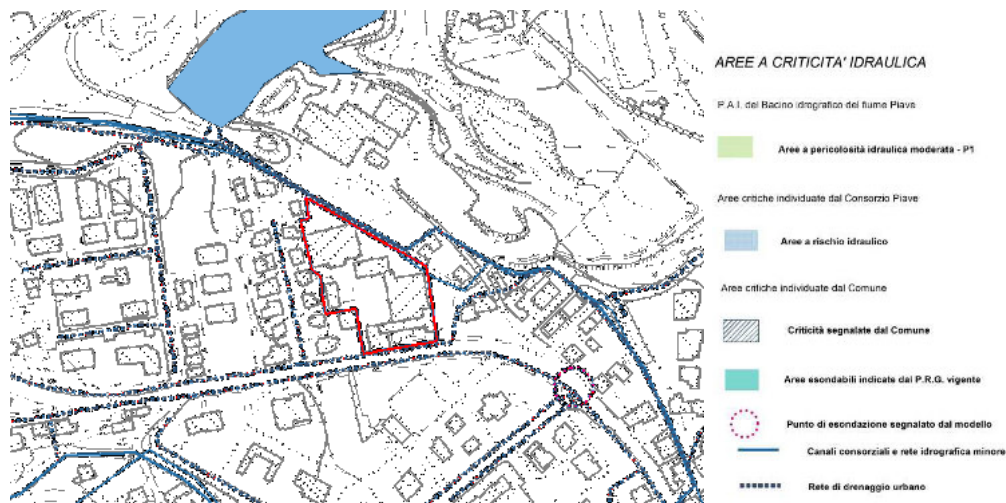 AREE A CRITICITA' IDRAULICA
P.A.I. del Bacino idrografico del fiume Piave
Aree a pericolosità idraulica moderata - P1
Aree critiche individuate dal Consorzio Piave
Aree a rischio idraulico
Aree critiche individuate dal Comune
Criticità segnalate dal Comune
Aree esondabili indicate dal P.R.G. vigente
Punto di esondazione segnalato dal modello
Canali consorziali e rete idrografica minore
Rete di drenaggio urbano